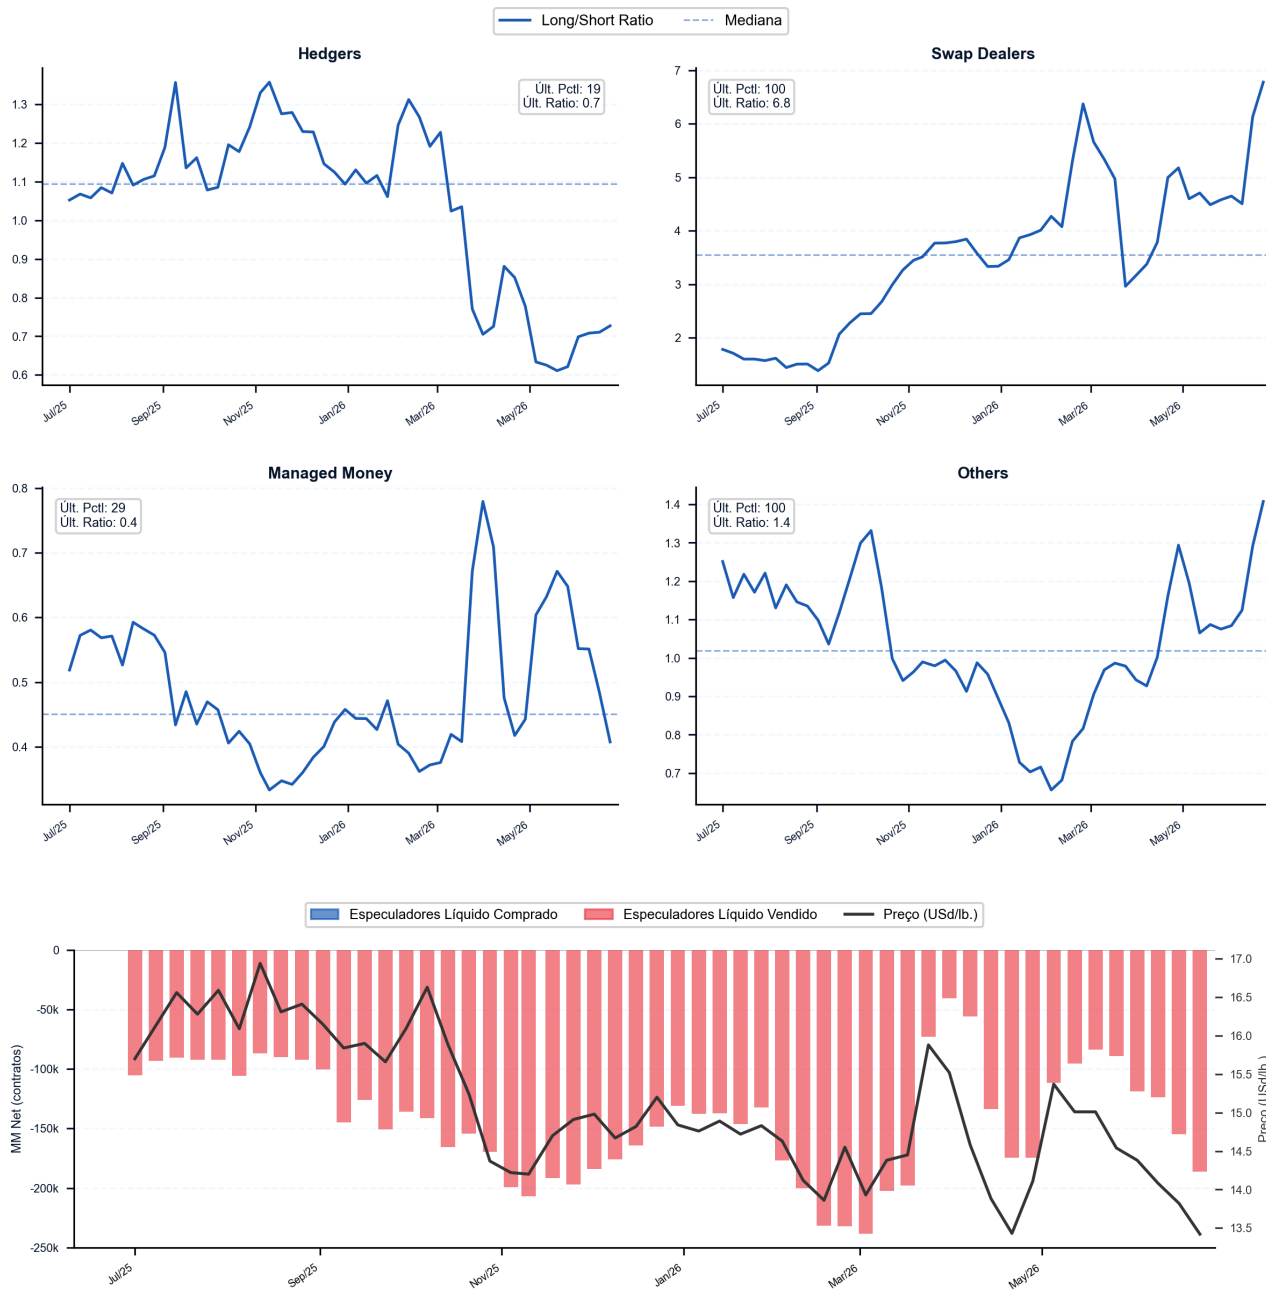 Long/Short Ratio Mediana
Hedgers
Últ. Pctl: 19
Últ. Ratio: 0.7
1.3
1.2
1.1
1.0
0.9
0.8
0.7
0.6
Jul/25 Sep/25 Nov/25 Jan/26 Mar/26 May/26
Swap Dealers
Últ. Pctl: 100
Últ. Ratio: 6.8
7
6
5
4
3
2
Jul/25 Sep/25 Nov/25 Jan/26 Mar/26 May/26
Managed Money
Últ. Pctl: 29
Últ. Ratio: 0.4
0.8
0.7
0.6
0.5
0.4
Jul/25 Sep/25 Nov/25 Jan/26 Mar/26 May/26
Others
Últ. Pctl: 100
Últ. Ratio: 1.4
1.4
1.3
1.2
1.1
1.0
0.9
0.8
0.7
Jul/25 Sep/25 Nov/25 Jan/26 Mar/26 May/26
Especuladores Líquido Comprado Especuladores Líquido Vendido Preço (USd/lb.)
MM Net (contratos)
0
-50k
-100k
-150k
-200k
-250k
17.0
16.5
16.0
15.5
15.0
14.5
14.0
13.5
Preço (USd/lb.)
Jul/25 Sep/25 Nov/25 Jan/26 Mar/26 May/26